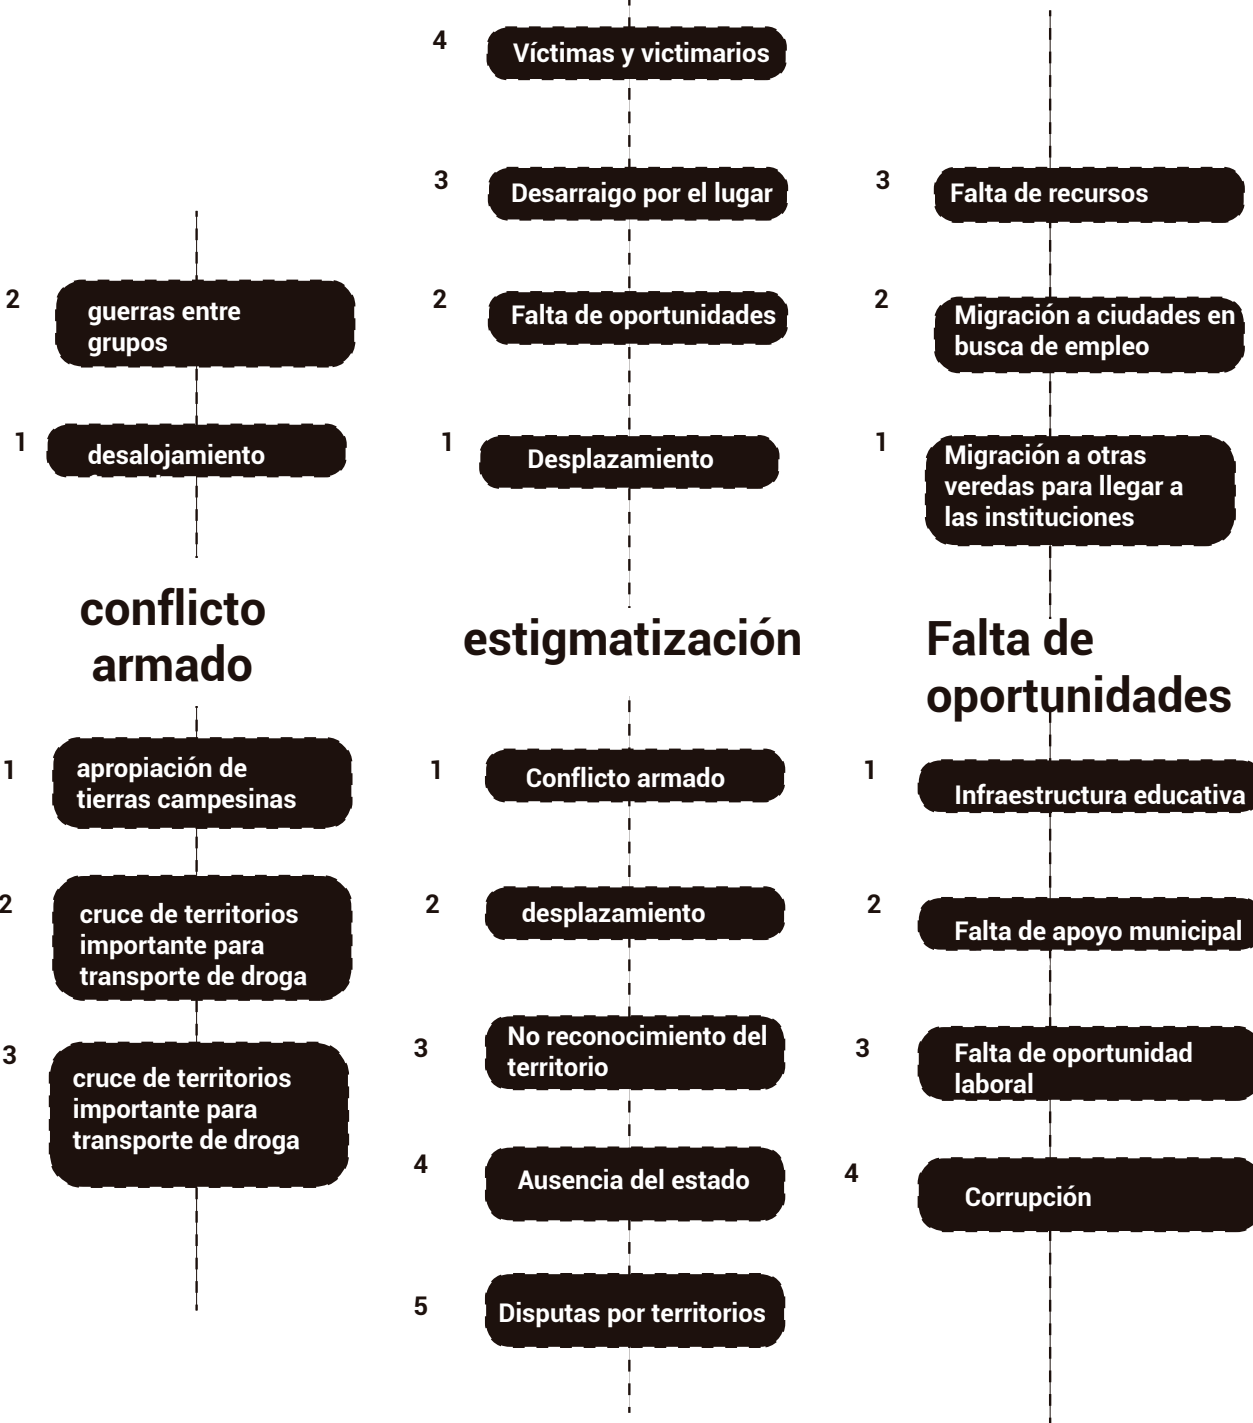 2
guerras entre
grupos
1
desalojamiento
conflicto
armado
1
apropiación de
tierras campesinas
2
cruce de territorios
importante para
transporte de droga
3
cruce de territorios
importante para
transporte de droga
4
Víctimas y victimarios
3
Desarraigo por el lugar
2
Falta de oportunidades
1
Desplazamiento
estigmatización
1
Conflicto armado
2
desplazamiento
3
No reconocimiento del
territorio
4
Ausencia del estado
5
Disputas por territorios
3
Falta de recursos
2
Migración a ciudades en
busca de empleo
1
Migración a otras
veredas para llegar a
las instituciones
Falta de
oportunidades
1
Infraestructura educativa
2
Falta de apoyo municipal
3
Falta de oportunidad
laboral
4
Corrupción